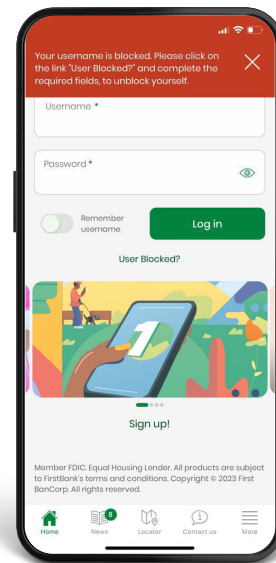 Your username is blocked. Please click on
the link "User Blocked?" and complete the
required fields, to unblock yourself.
Username *
Password *
Remember
username
Log in
User Blocked?
1
Sign up!
Member FDIC. Equal Housing Lender. All products are subject
to FirstBank's terms and conditions. Copyright © 2023 First
BanCorp. All rights reserved.
8
Home
News
Locator
Contact us
More